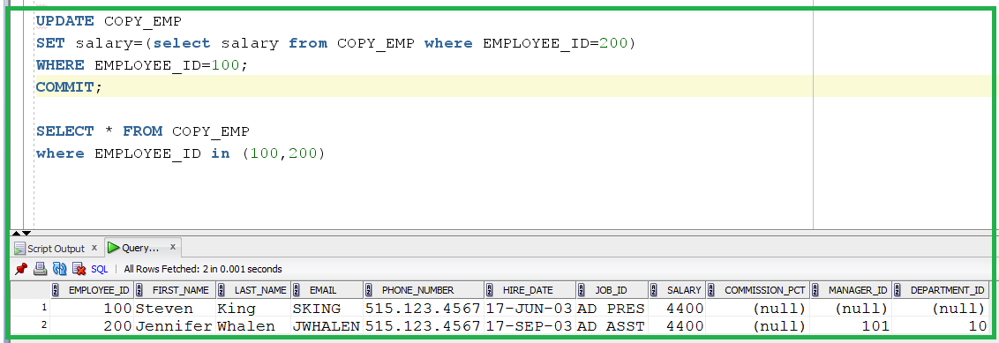 UPDATE COPY_EMP
SET salary=(select salary from COPY_EMP where EMPLOYEE_ID=200)
WHERE EMPLOYEE_ID=100;
COMMIT;
SELECT * FROM COPY_EMP
where EMPLOYEE_ID in (100,200)
Script Output x Query... x
SQL | All Rows Fetched: 2 in 0.001 seconds
EMPLOYEE_ID FIRST_NAME LAST_NAME EMAIL PHONE_NUMBER HIRE_DATE JOB_ID SALARY COMMISSION_PCT MANAGER_ID DEPARTMENT_ID
1 100 Steven King SKING 515.123.4567 17-JUN-03 AD PRES 4400 (null) (null) (null)
2 200 Jennifer Whalen JWHALEN 515.123.4567 17-SEP-03 AD ASST 4400 (null) 101 10